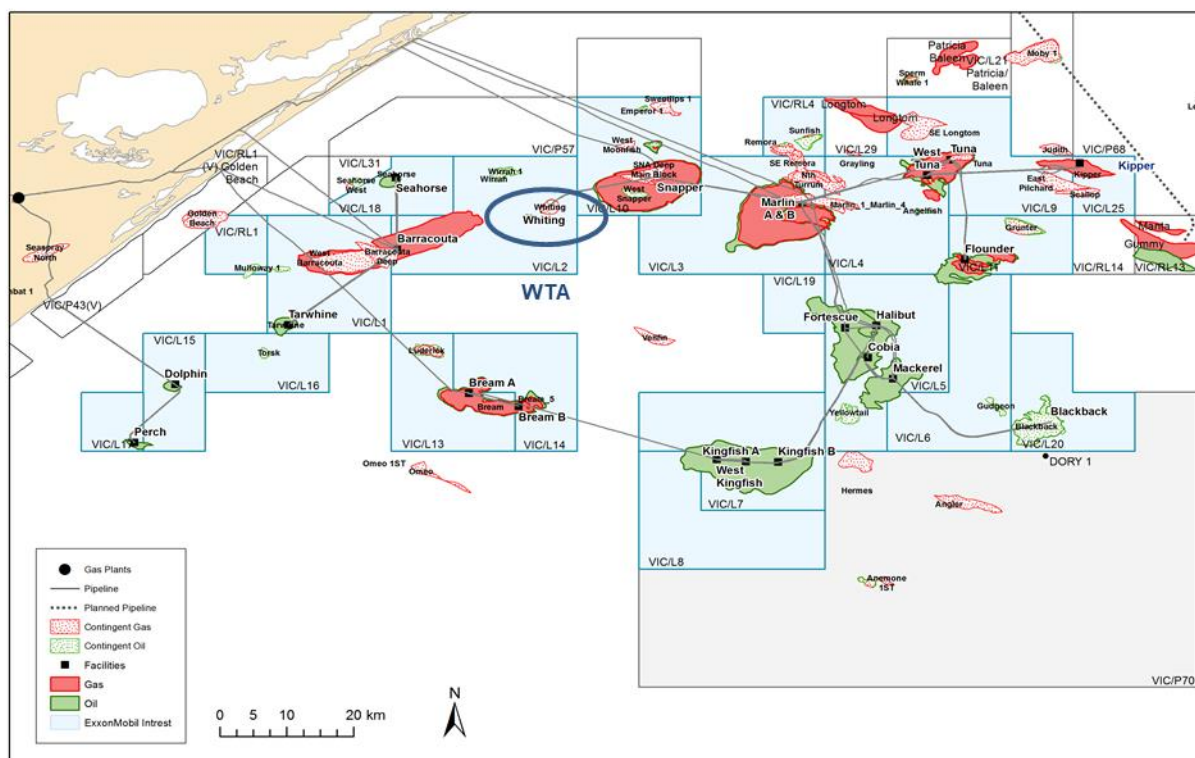 Patricia
Baleen
VIC/L21
Patricia/
Baleen
Moby 1
Sperm
Whale 1
Sweetlips 1
Emperor 1
VIC/RL4
Longtom
Longtom
SE Longtom
Sunfish
Remora
VIC/L29
VIC/P68
VIC/RL1
(V) Golden
Beach
VIC/L31
VIC/P57
West
Moonfish
SE Remora
Grayling
West
Tuna
Tuna
Tuna
Judith
Kipper
Kipper
Seahorse
Seahorse
West
Seahorse
Wirrah 1
Wirrah
SNA Deep
Main Block
Snapper
West
Snapper
Nth
Turrum
East
Pilchard
Scallop
Golden
Beach
VIC/L18
Whiting
Whiting
VIC/L10
Marlin
A & B
Marlin_1_Marlin_4
Angelfish
VIC/L9
VIC/L25
Seaspray
North
VIC/RL1
Barracouta
Barracouta
Deep
West
Barracouta
Grunter
Manta
Gummy
Flounder
Mulloway 1
VIC/L2
VIC/L3
VIC/L4
VIC/L11
VIC/RL14
VIC/RL13
WTA
VIC/L19
VIC/P43(V)
Tarwhine
Tarwhine
VIC/L1
Fortescue
Halibut
VIC/L15
Torsk
Luderick
Veilfin
Cobia
Dolphin
VIC/L16
Mackerel
VIC/L5
Bream A
Bream
Bream_5
Bream B
Yellowtail
Gudgeon
Blackback
Blackback
Perch
VIC/L13
VIC/L14
VIC/L6
VIC/L20
DORY 1
Kingfish A
Kingfish B
West
Kingfish
Omeo 1ST
Omeo
Hermes
VIC/L7
Angler
VIC/L8
Anemone
1ST
VIC/P70
Gas Plants
Pipeline
Planned Pipeline
Contingent Gas
Contingent Oil
Facilities
Gas
Oil
ExxonMobil Intrest
0 5 10 20 km
N